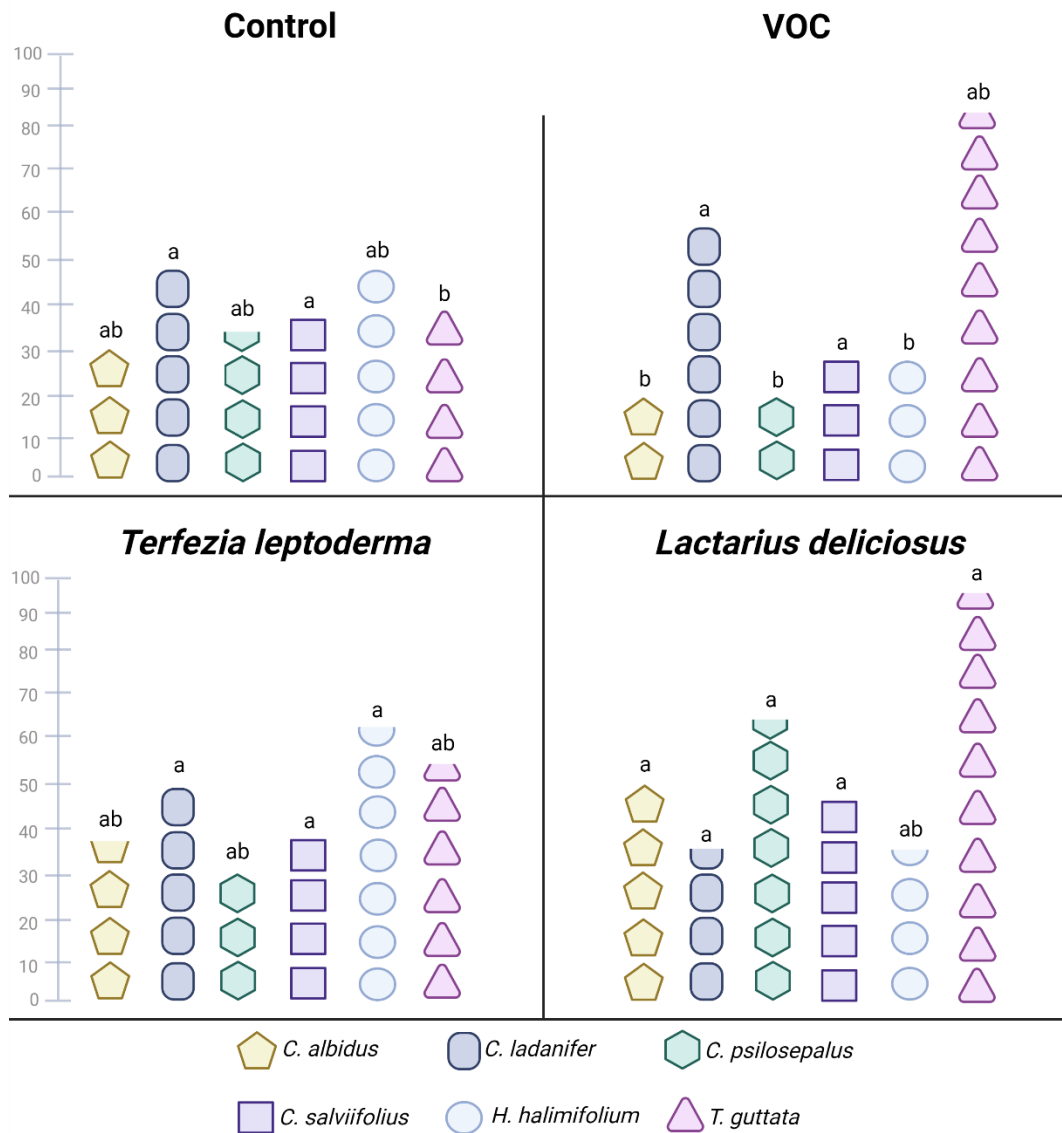 Control
VOC
100
90
80
70
60
50
40
30
20
10
0
ab
a
ab
a
ab
b
b
a
b
a
b
ab
Terfezia leptoderma
Lactarius deliciosus
100
90
80
70
60
50
40
30
20
10
0
ab
a
ab
a
a
ab
a
a
a
a
ab
a
C. albidus
C. ladanifer
C. psilosepalus
C. salviifolius
H. halimifolium
T. guttata